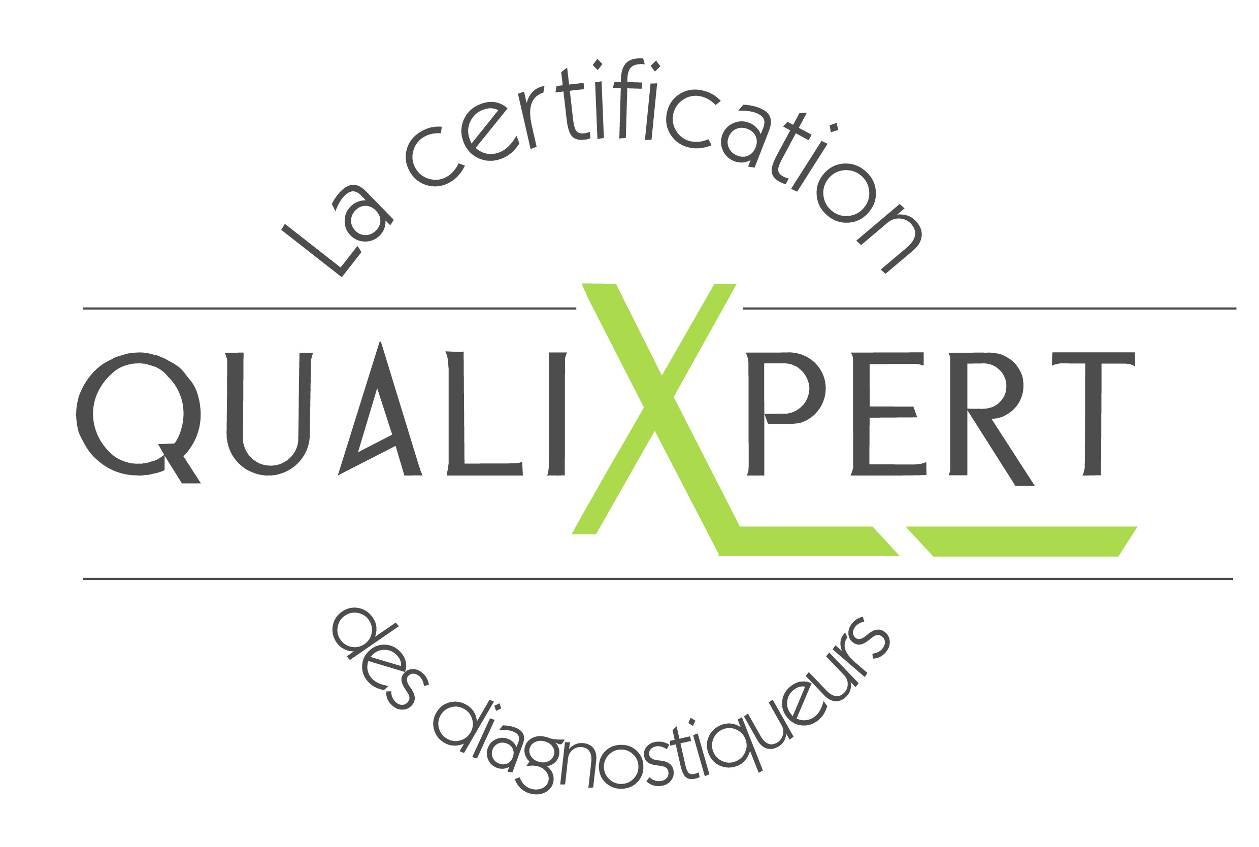 La certification
QUALIXPERT
des diagnostiqueurs